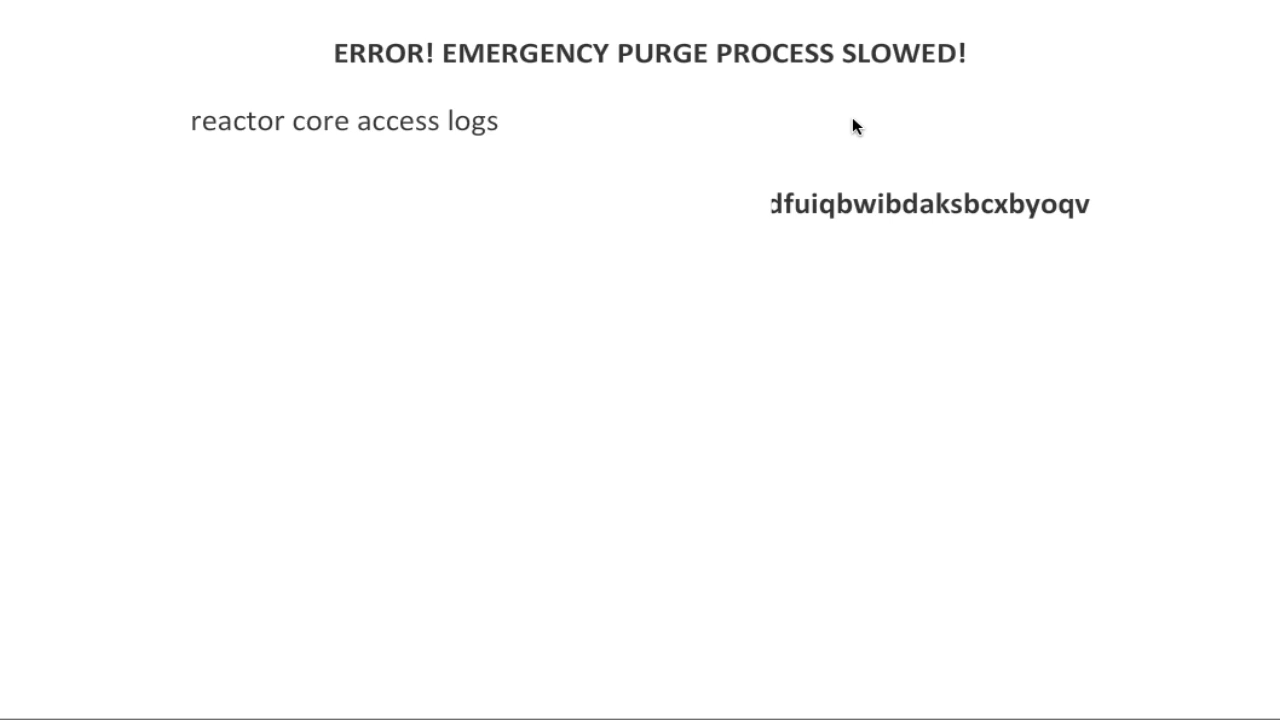 ERROR! EMERGENCY PURGE PROCESS SLOWED!
reactor core access logs
dfuiqbwibdaksbcxbyoqv